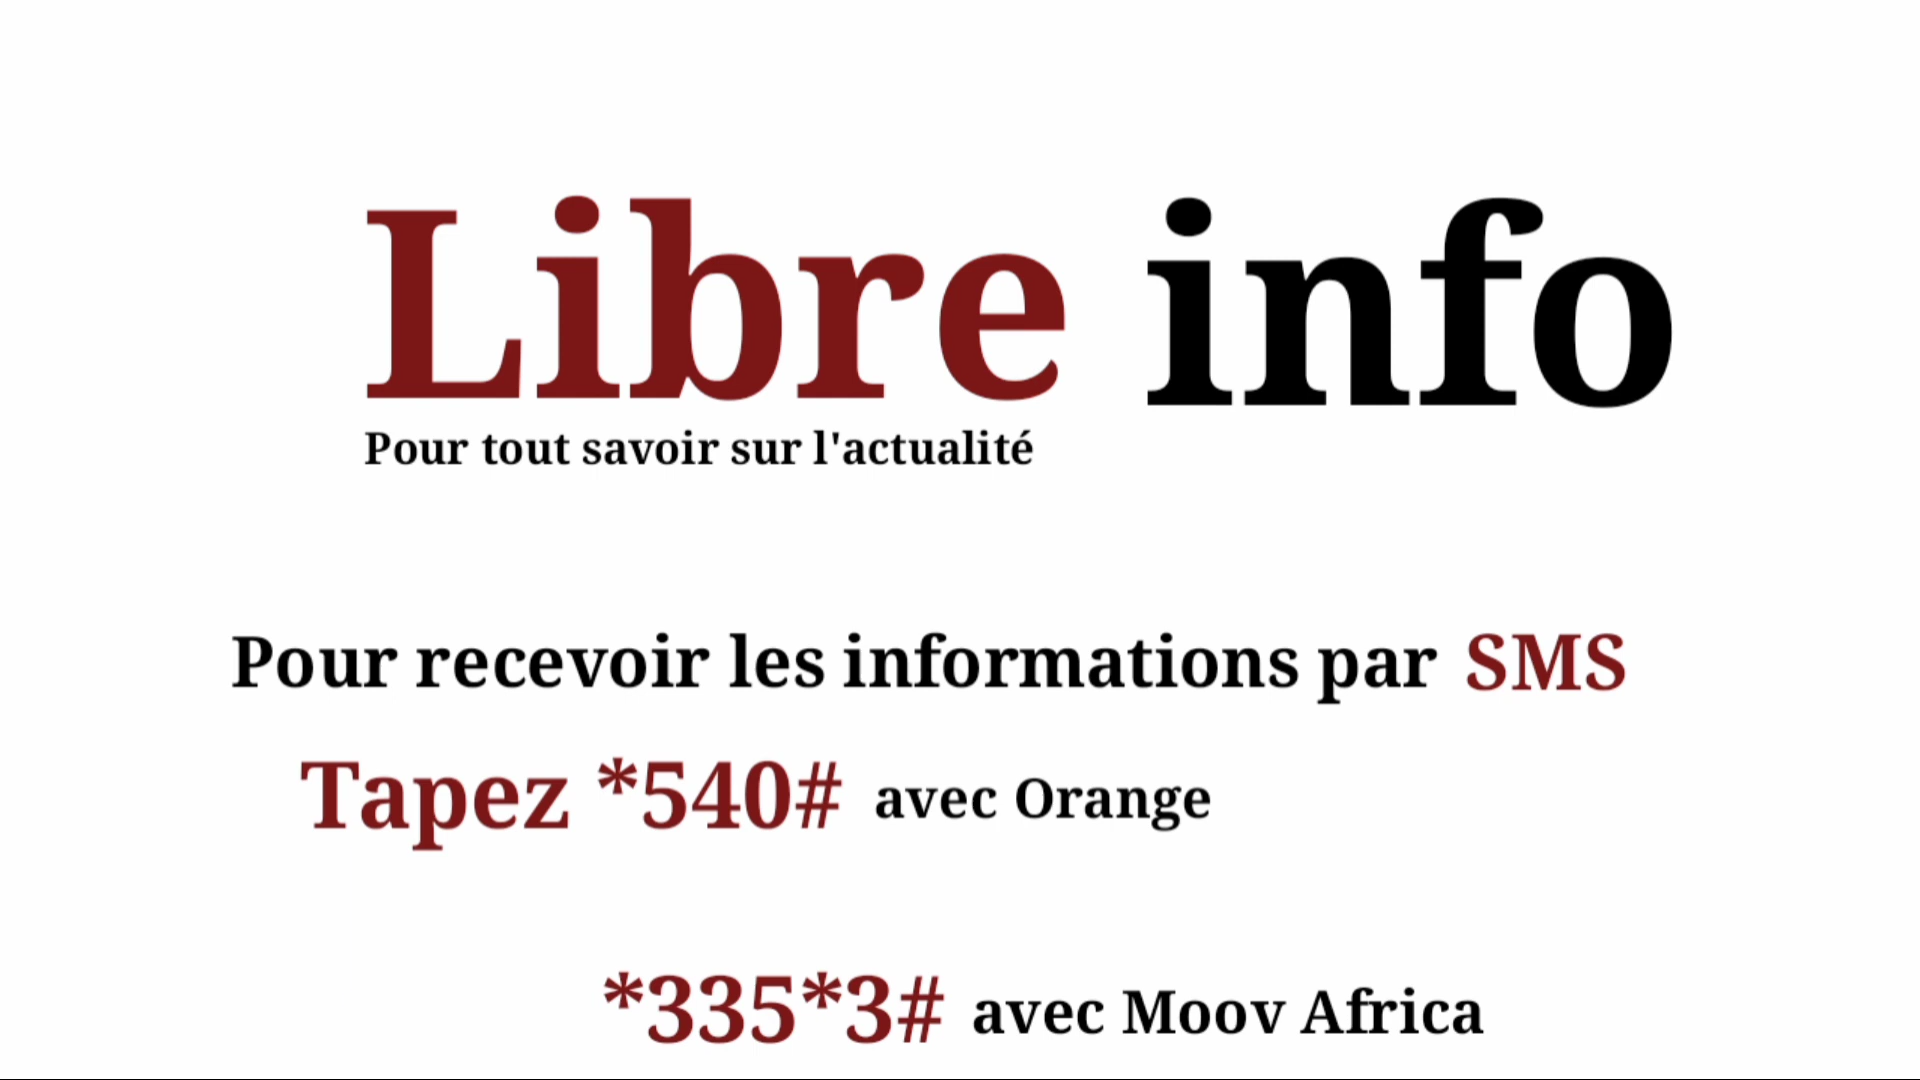 Libre info
Pour tout savoir sur l'actualité
Pour recevoir les informations par SMS
Tapez *540# avec Orange
*335*3# avec Moov Africa